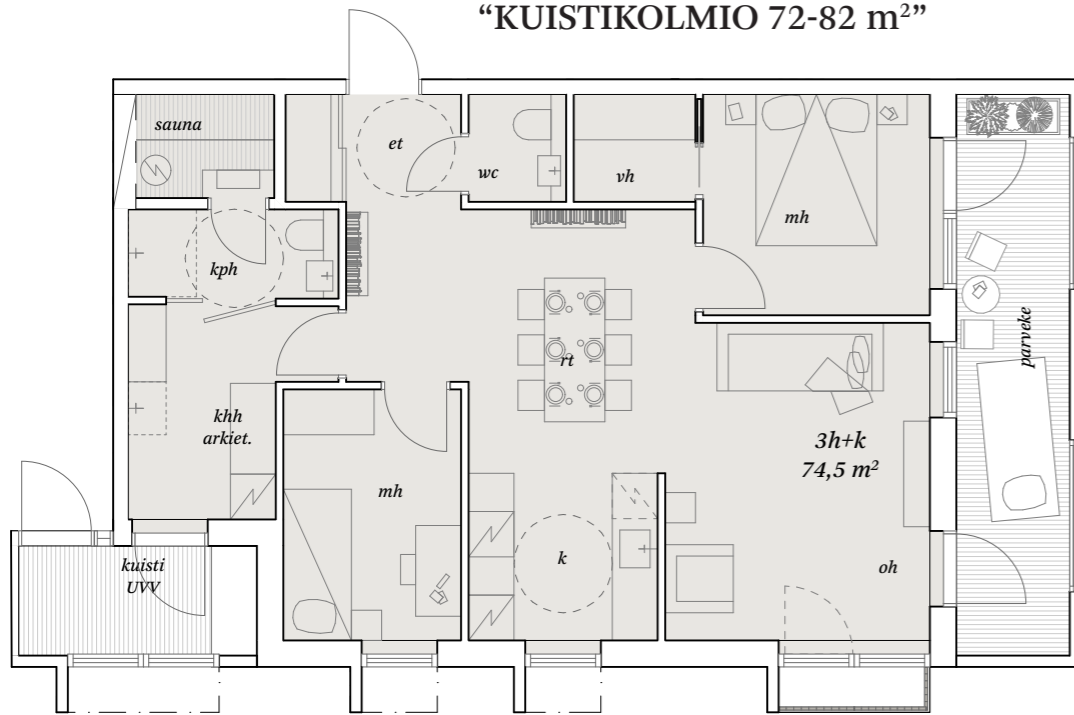 “KUISTIKOLMIO 72-82 m²”
sauna
et
wc
vh
mh
kph
parveke
rt
khh
arkiet.
3h+k
74,5 m²
mh
k
oh
kuisti
UVV